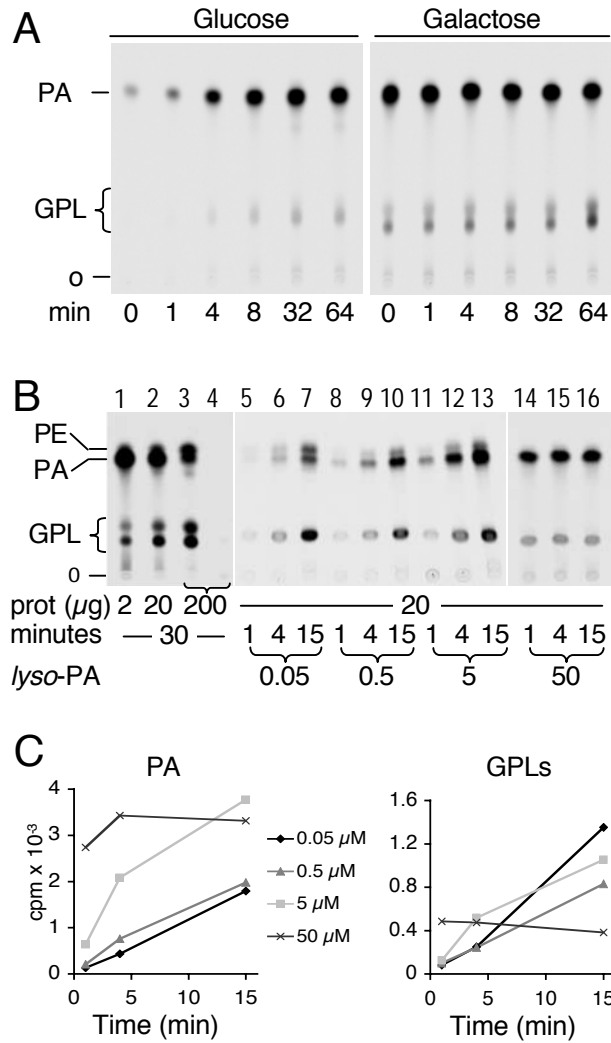 A
Glucose Galactose
PA
GPL
o
min 0 1 4 8 32 64 0 1 4 8 32 64
B
1 2 3 4 5 6 7 8 9 10 11 12 13 14 15 16
PE
PA
GPL
o
prot (µg) 2 20 200 20
minutes 30 1 4 15 1 4 15 1 4 15 1 4 15
lyso-PA 0.05 0.5 5 50
C
PA GPLs
4 3 2 1 0
cpm x 10⁻³
0 5 10 15
Time (min)
0.05 µM
0.5 µM
5 µM
50 µM
1.6 1.2 0.8 0.4 0
0 5 10 15
Time (min)